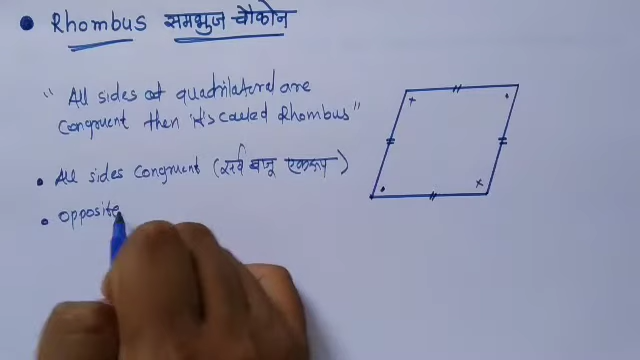 Rhombus समभुज चौकोन
" All sides of quadrilateral are
congruent then it's called Rhombus"
All sides congruent (सर्व बाजू एकरूप)
opposite